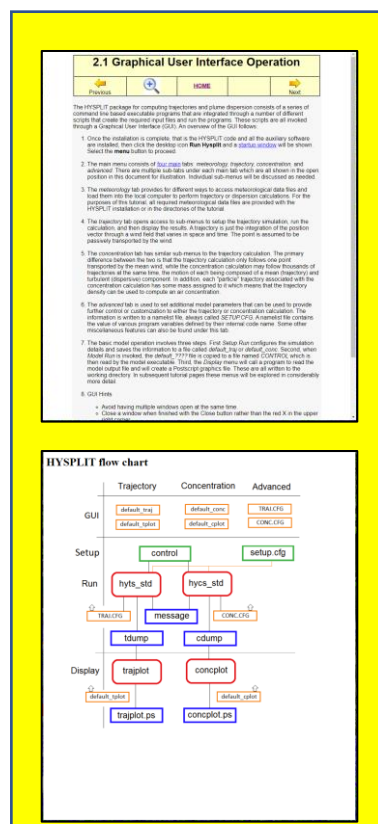 2.1 Graphical User Interface Operation
Previous
HOME
Next
The HYSPLIT package for computing trajectories and plume dispersion consists of a series of
command line based executable programs that are integrated through a number of different
scripts that create the required input files and run the programs. These scripts are all invoked
through a Graphical User Interface (GUI). An overview of the GUI follows:
1. Once the installation is complete, that is the HYSPLIT code and all the auxiliary software
are installed, then click the desktop icon Run Hysplit and a startup window will be shown.
Select the menu button to proceed.
2. The main menu consists of four main tabs: meteorology, trajectory, concentration, and
advanced. There are multiple sub-tabs under each main tab which are all shown in the open
position in this document for illustration. Individual sub-menus will be discussed as needed.
3. The meteorology tab provides for different ways to access meteorological data files and
load them into the local computer to perform trajectory or dispersion calculations. For the
purposes of this tutorial, all required meteorological data files are provided with the
HYSPLIT installation or in the directories of the tutorial.
4. The trajectory tab opens access to sub-menus to setup the trajectory simulation, run the
calculation, and then display the results. A trajectory is just the integration of the position
vector through a wind field that varies in space and time. The point is assumed to be
passively transported by the wind.
5. The concentration tab has similar sub-menus to the trajectory calculation. The primary
difference between the two is that the trajectory calculation only follows one point
transported by the mean wind, while the concentration calculation may follow thousands of
trajectories at the same time, the motion of each being composed of a mean (trajectory) and
turbulent (dispersive) component. In addition, each "particle" trajectory associated with the
concentration calculation has some mass assigned to it which means that the trajectory
density can be used to compute an air concentration.
6. The advanced tab is used to set additional model parameters that can be used to provide
further control or customization to either the trajectory or concentration calculation. The
information is written to a namelist file, always called SETUP.CFG. A namelist file contains
the value of various program variables defined by their internal code name. Some other
miscellaneous features can also be found under this tab.
7. The basic model operation involves three steps. First Setup Run configures the simulation
details and saves the information to a file called default_traj or default_conc. Second, when
Model Run is invoked, the default_???? file is copied to a file named CONTROL which is
then read by the model executable. Third, the Display menu will call a program to read the
model output file and will create a Postscript graphics file. These are all written to the
working directory. In subsequent tutorial pages these menus will be explored in considerably
more detail.
8. GUI Hints
Avoid having multiple windows open at the same time.
Close a window when finished with the Close button rather than the red X in the upper
HYSPLIT flow chart
Trajectory Concentration Advanced
GUI
default_traj default_conc TRAJ.CFG
default_tplot default_cplot CONC.CFG
Setup control setup.cfg
Run hyts_std hycs_std
TRAJ.CFG message CONC.CFG
tdump cdump
Display trajplot concplot
default_tplot default_cplot
trajplot.ps concplot.ps